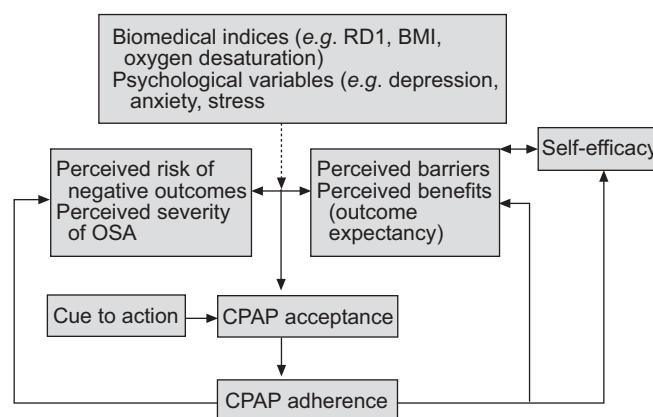 Biomedical indices (e.g. RD1, BMI,
oxygen desaturation)
Psychological variables (e.g. depression,
anxiety, stress
Self-efficacy
Perceived risk of
negative outcomes
Perceived severity
of OSA
Perceived barriers
Perceived benefits
(outcome
expectancy)
Cue to action
CPAP acceptance
CPAP adherence